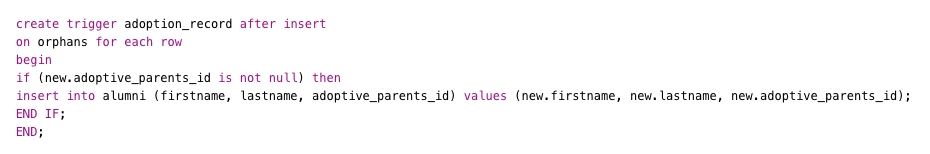 create trigger adoption_record after insert
on orphans for each row
begin
if (new.adoptive_parents_id is not null) then
insert into alumni (firstname, lastname, adoptive_parents_id) values (new.firstname, new.lastname, new.adoptive_parents_id);
END IF;
END;